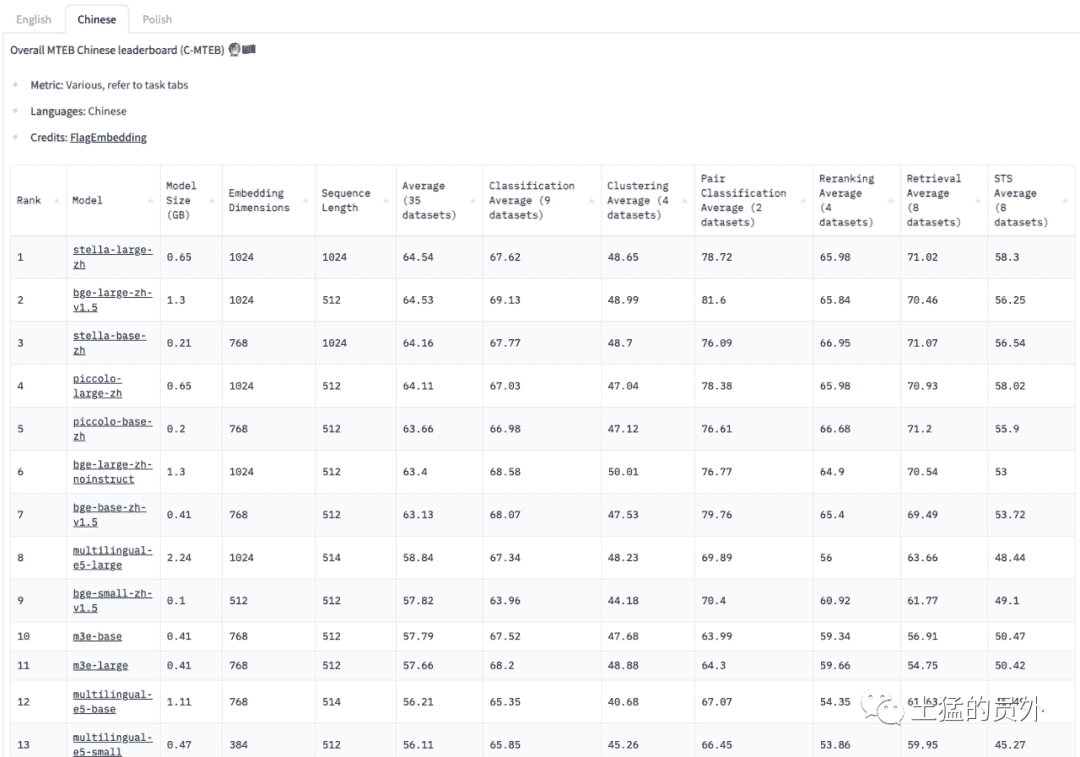 English Chinese Polish
Overall MTEB Chinese leaderboard (C-MTEB)
Metric: Various, refer to task tabs
Languages: Chinese
Credits: FlagEmbedding
Rank Model Model Size (GB) Embedding Dimensions Sequence Length Average (35 datasets) Classification Average (9 datasets) Clustering Average (4 datasets) Pair Classification Average (2 datasets) Reranking Average (4 datasets) Retrieval Average (8 datasets) STS Average (8 datasets)
1 stella-large-zh 0.65 1024 1024 64.54 67.62 48.65 78.72 65.98 71.02 58.3
2 bge-large-zh-v1.5 1.3 1024 512 64.53 69.13 48.99 81.6 65.84 70.46 56.25
3 stella-base-zh 0.21 768 1024 64.16 67.77 48.7 76.09 66.95 71.07 56.54
4 piccolo-large-zh 0.65 1024 512 64.11 67.03 47.04 78.38 65.98 70.93 58.02
5 piccolo-base-zh 0.2 768 512 63.66 66.98 47.12 76.61 66.68 71.2 55.9
6 bge-large-zh-noinstruct 1.3 1024 512 63.4 68.58 50.01 76.77 64.9 70.54 53
7 bge-base-zh-v1.5 0.41 768 512 63.13 68.07 47.53 79.76 65.4 69.49 53.72
8 multilingual-e5-large 2.24 1024 514 58.84 67.34 48.23 69.89 56 63.66 48.44
9 bge-small-zh-v1.5 0.1 512 512 57.82 63.96 44.18 70.4 60.92 61.77 49.1
10 m3e-base 0.41 768 512 57.79 67.52 47.68 63.99 59.34 56.91 50.47
11 m3e-large 0.41 768 512 57.66 68.2 48.88 64.3 59.66 54.75 50.42
12 multilingual-e5-base 1.11 768 514 56.21 65.35 40.68 67.07 54.35 61.63
土猛的员外
13 multilingual-e5-small 0.47 384 512 56.11 65.85 45.26 66.45 53.86 59.95 45.27